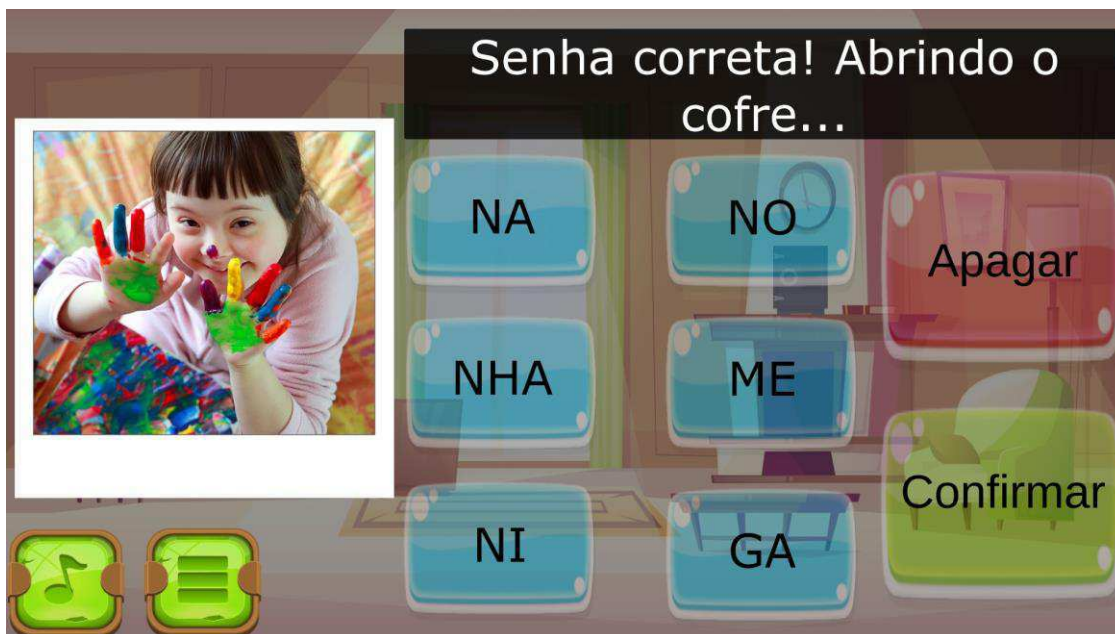 Senha correta! Abrindo o
cofre...
NA
NO
Apagar
NHA
ME
Confirmar
NI
GA